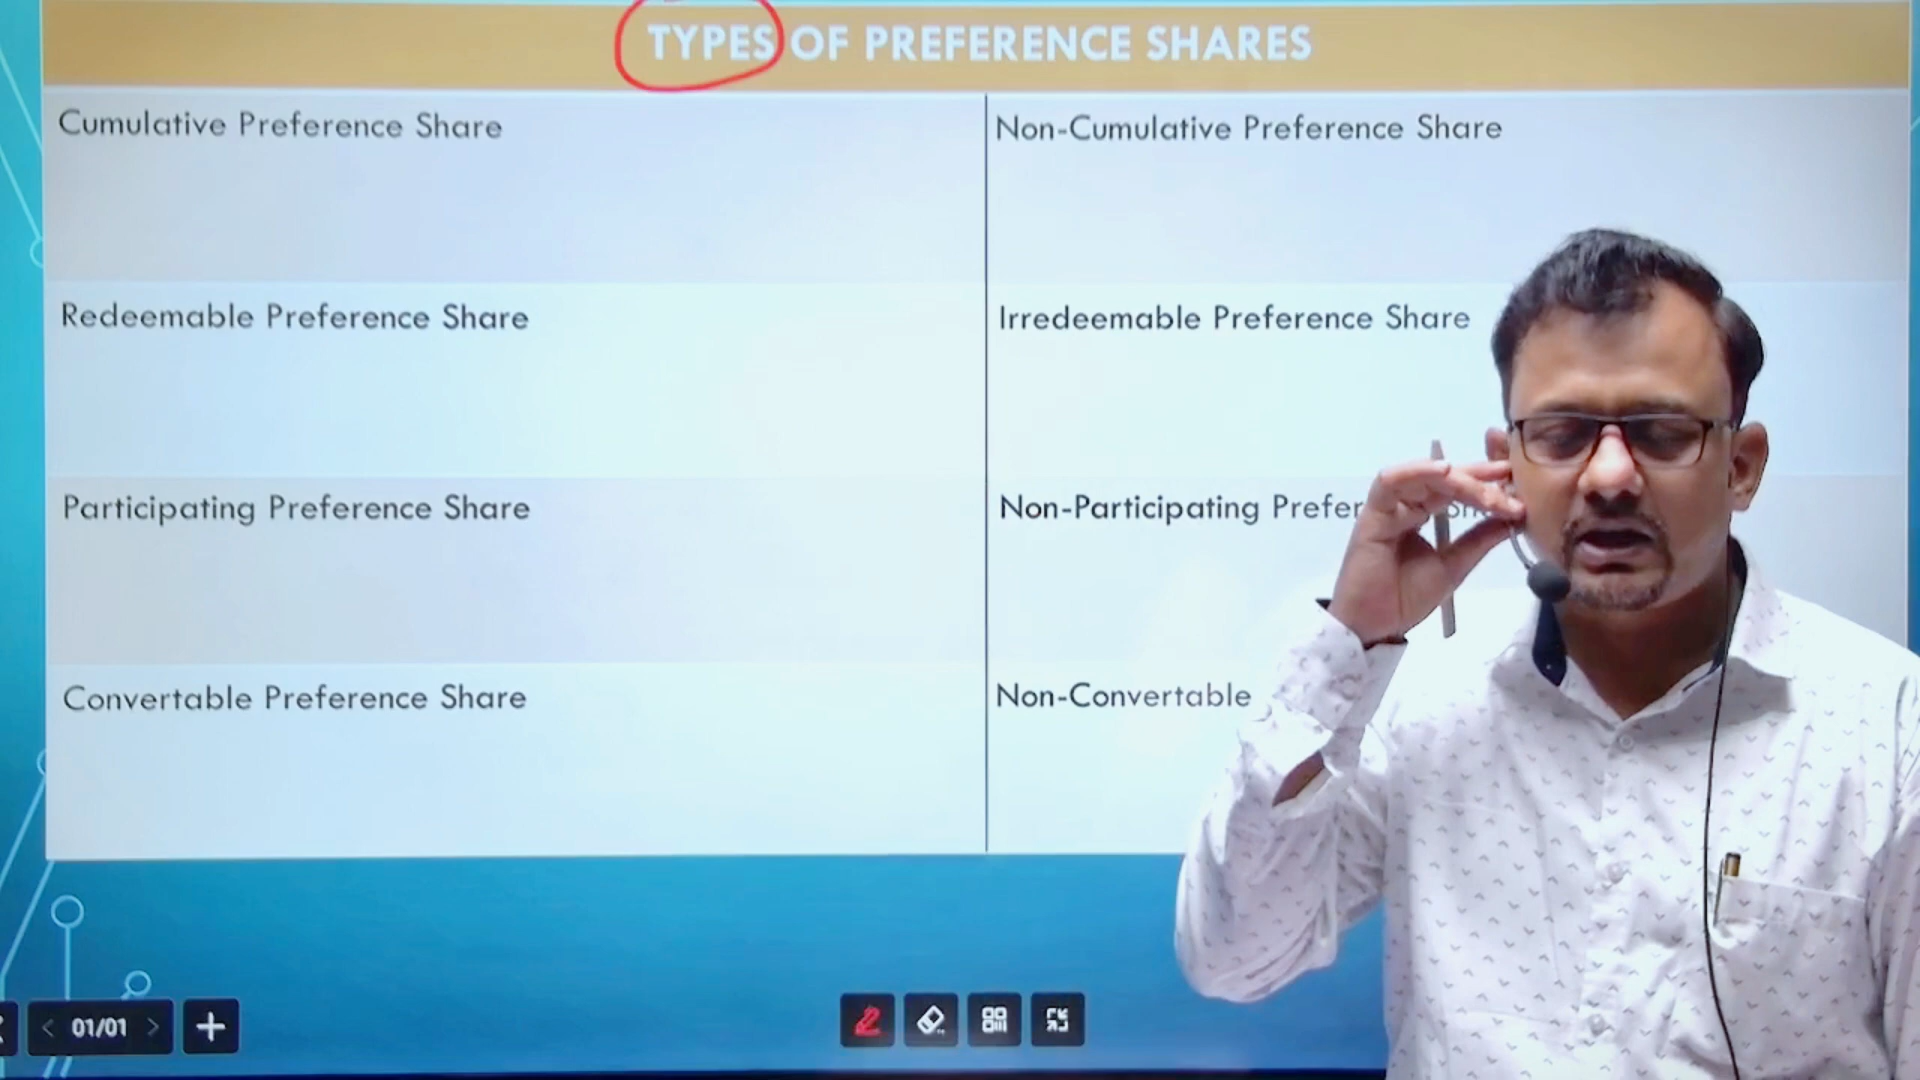 TYPES OF PREFERENCE SHARES
Cumulative Preference Share
Non-Cumulative Preference Share
Redeemable Preference Share
Irredeemable Preference Share
Participating Preference Share
Non-Participating
Convertable Preference Share
Non-Convertable
01/01